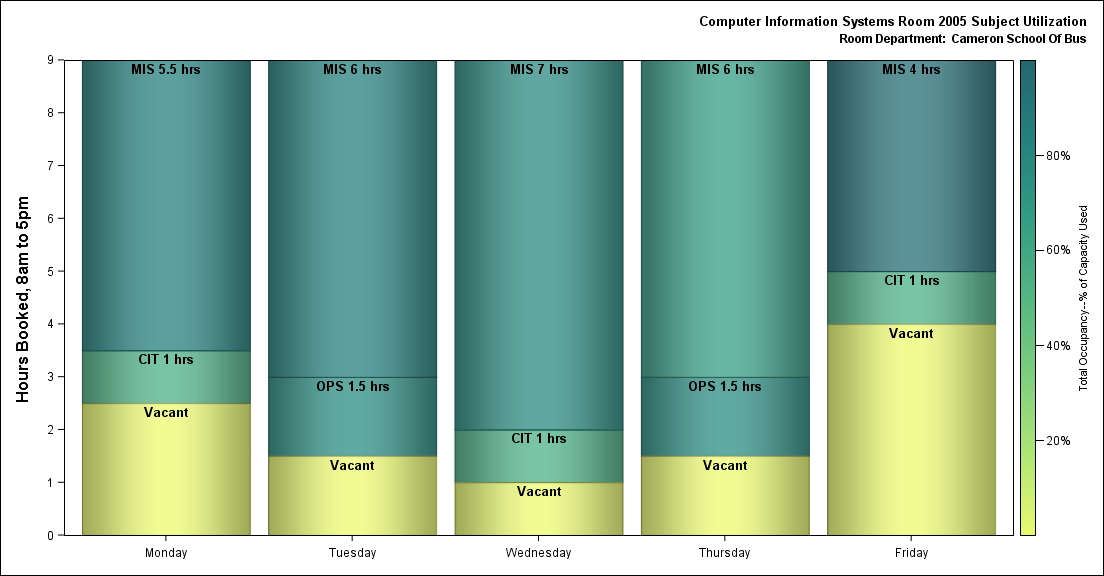 Computer Information Systems Room 2005 Subject Utilization
Room Department: Cameron School Of Bus
Hours Booked, 8am to 5pm
9
8
7
6
5
4
3
2
1
0
MIS 5.5 hrs
CIT 1 hrs
Vacant
MIS 6 hrs
OPS 1.5 hrs
Vacant
MIS 7 hrs
CIT 1 hrs
Vacant
MIS 6 hrs
OPS 1.5 hrs
Vacant
MIS 4 hrs
CIT 1 hrs
Vacant
Monday
Tuesday
Wednesday
Thursday
Friday
80%
60%
40%
20%
Total Occupancy--% of Capacity Used